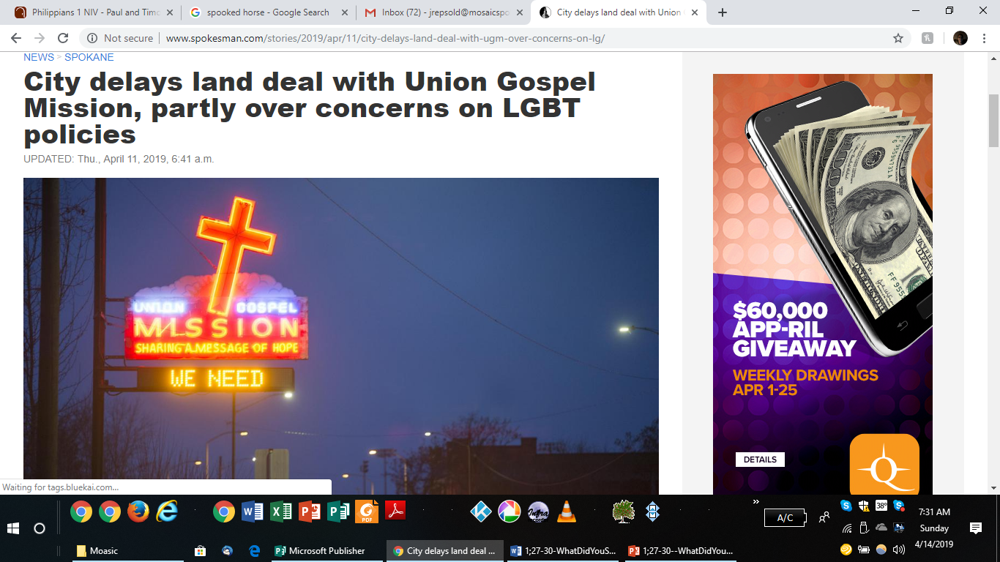 Philippians 1 NIV - Paul and Timo
spooked horse - Google Search
Inbox (72) - jrepsold@mosaicspo
City delays land deal with Union
Not secure | www.spokesman.com/stories/2019/apr/11/city-delays-land-deal-with-ugm-over-concerns-on-lg/
NEWS > SPOKANE
City delays land deal with Union Gospel
Mission, partly over concerns on LGBT
policies
UPDATED: Thu., April 11, 2019, 6:41 a.m.
UNION GOSPEL
MISSION
SHARING A MESSAGE OF HOPE
WE NEED
$60,000
APP-RIL
GIVEAWAY
WEEKLY DRAWINGS
APR 1-25
DETAILS
Q
Waiting for tags.bluekai.com...
PDF
A/C
38°
7:31 AM
Sunday
4/14/2019
Moasic
Microsoft Publisher
City delays land deal ...
1;27-30-WhatDidYouS...
1;27-30--WhatDidYou...